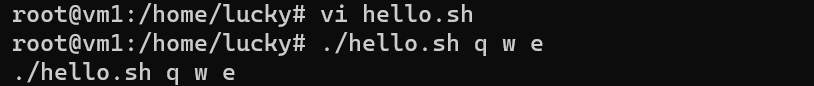 root@vm1:/home/lucky# vi hello.sh
root@vm1:/home/lucky# ./hello.sh q w e
./hello.sh q w e